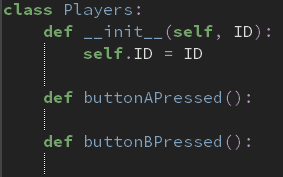 class Players:
    def __init__(self, ID):
        self.ID = ID
    def buttonAPressed():
    def buttonBPressed():